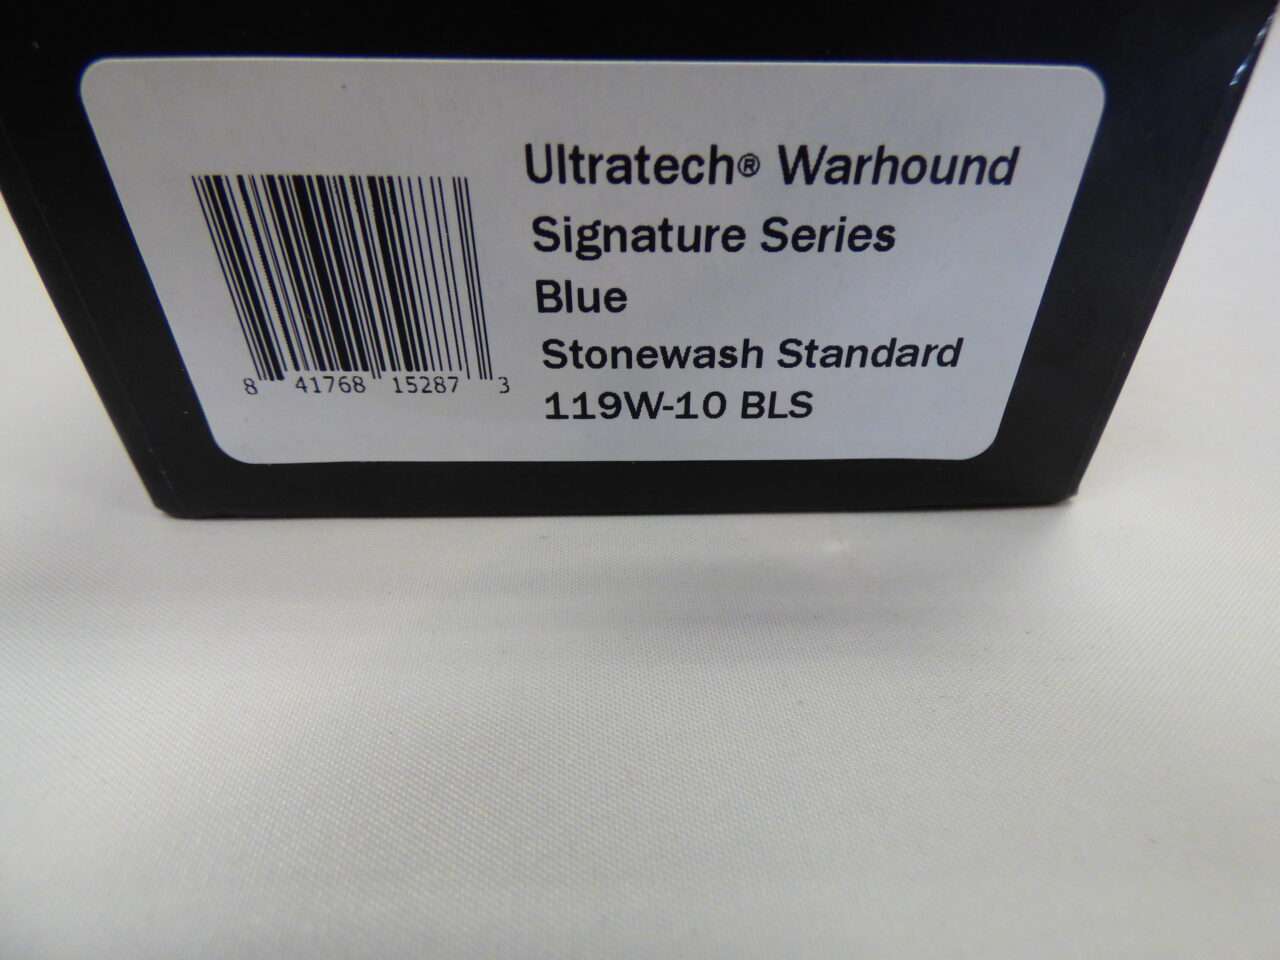 Ultratech® Warhound
Signature Series
Blue
Stonewash Standard
119W-10 BLS
8 41768 15287 3